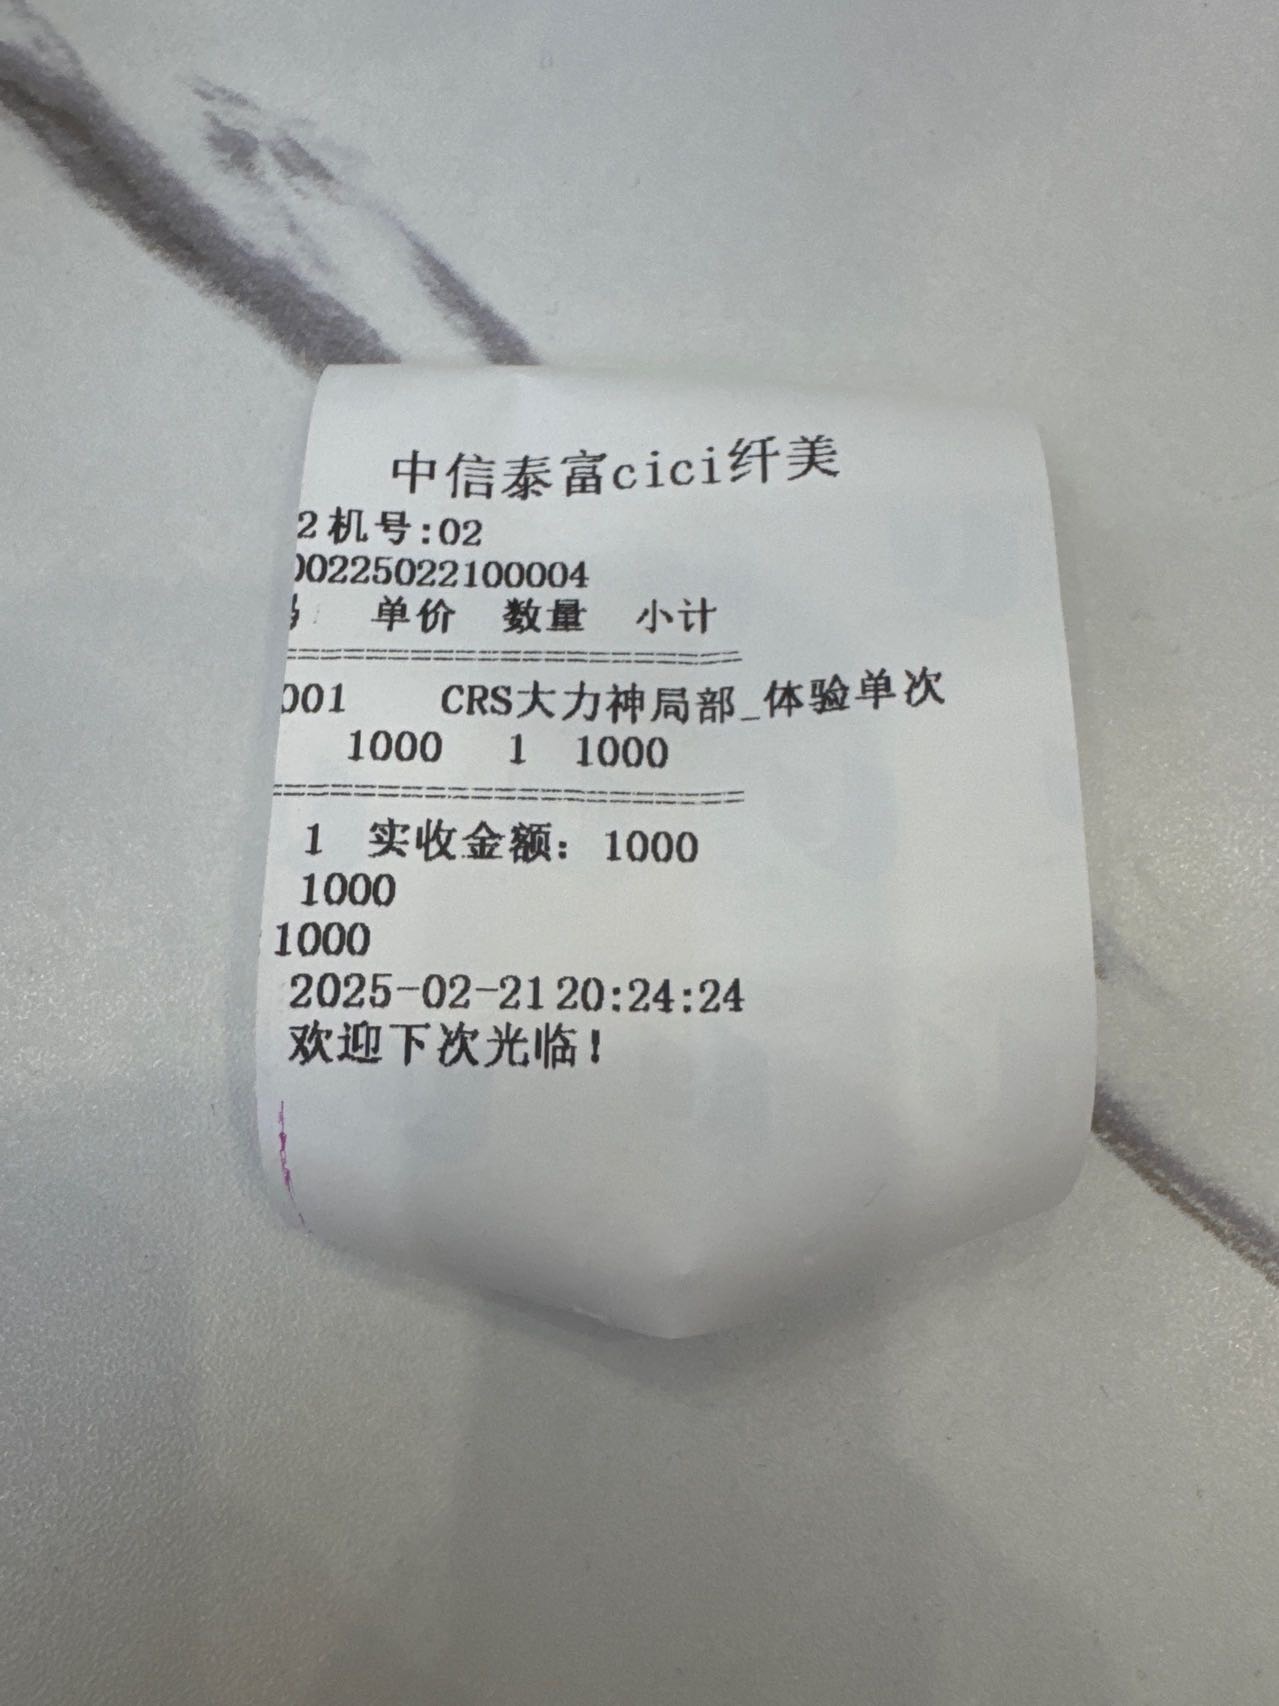 中信泰富cici纤美
2机号:02
00225022100004
单价 数量 小计
001 CRS大力神局部_体验单次
1000 1 1000
1 实收金额: 1000
1000
1000
2025-02-21 20:24:24
欢迎下次光临!